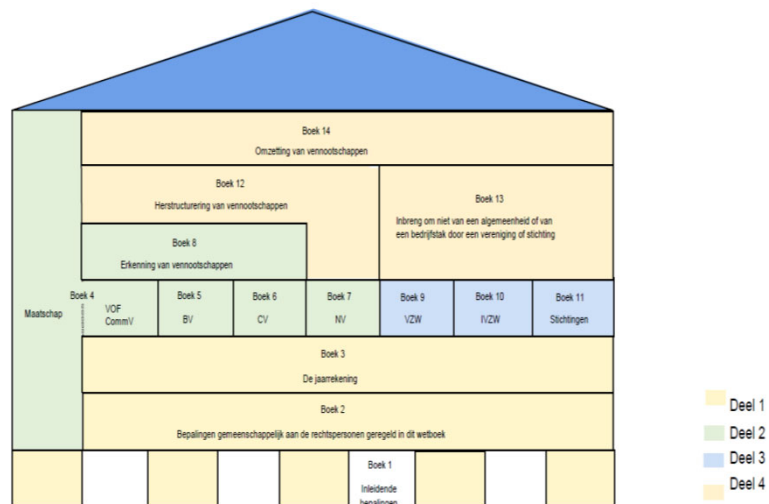 Boek 14
Omzetting van vennootschappen
Boek 12
Herstructurering van vennootschappen
Boek 13
Inbreng om niet van een algemeenheid of van
een bedrijfstak door een vereniging of stichting
Boek 8
Erkenning van vennootschappen
Maatschap
Boek 4
VOF
CommV
Boek 5
BV
Boek 6
CV
Boek 7
NV
Boek 9
VZW
Boek 10
IVZW
Boek 11
Stichtingen
Boek 3
De jaarrekening
Boek 2
Bepalingen gemeenschappelijk aan de rechtspersonen geregeld in dit wetboek
Boek 1
Inleidende
bepalingen
Deel 1
Deel 2
Deel 3
Deel 4